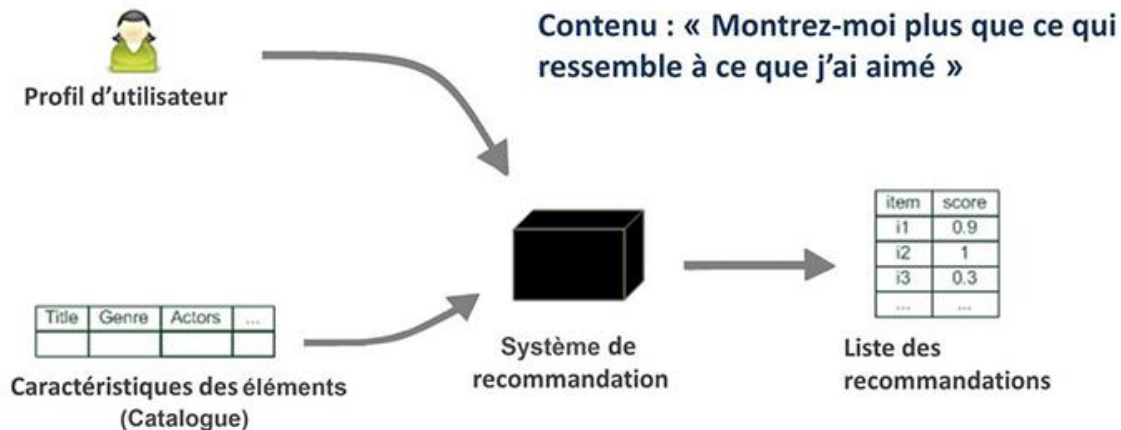 Contenu : « Montrez-moi plus que ce qui
ressemble à ce que j'ai aimé »
Profil d'utilisateur
item score
i1 0.9
i2 1
i3 0.3
... ...
Title Genre Actors ...
Système de
recommandation
Liste des
recommandations
Caractéristiques des éléments
(Catalogue)